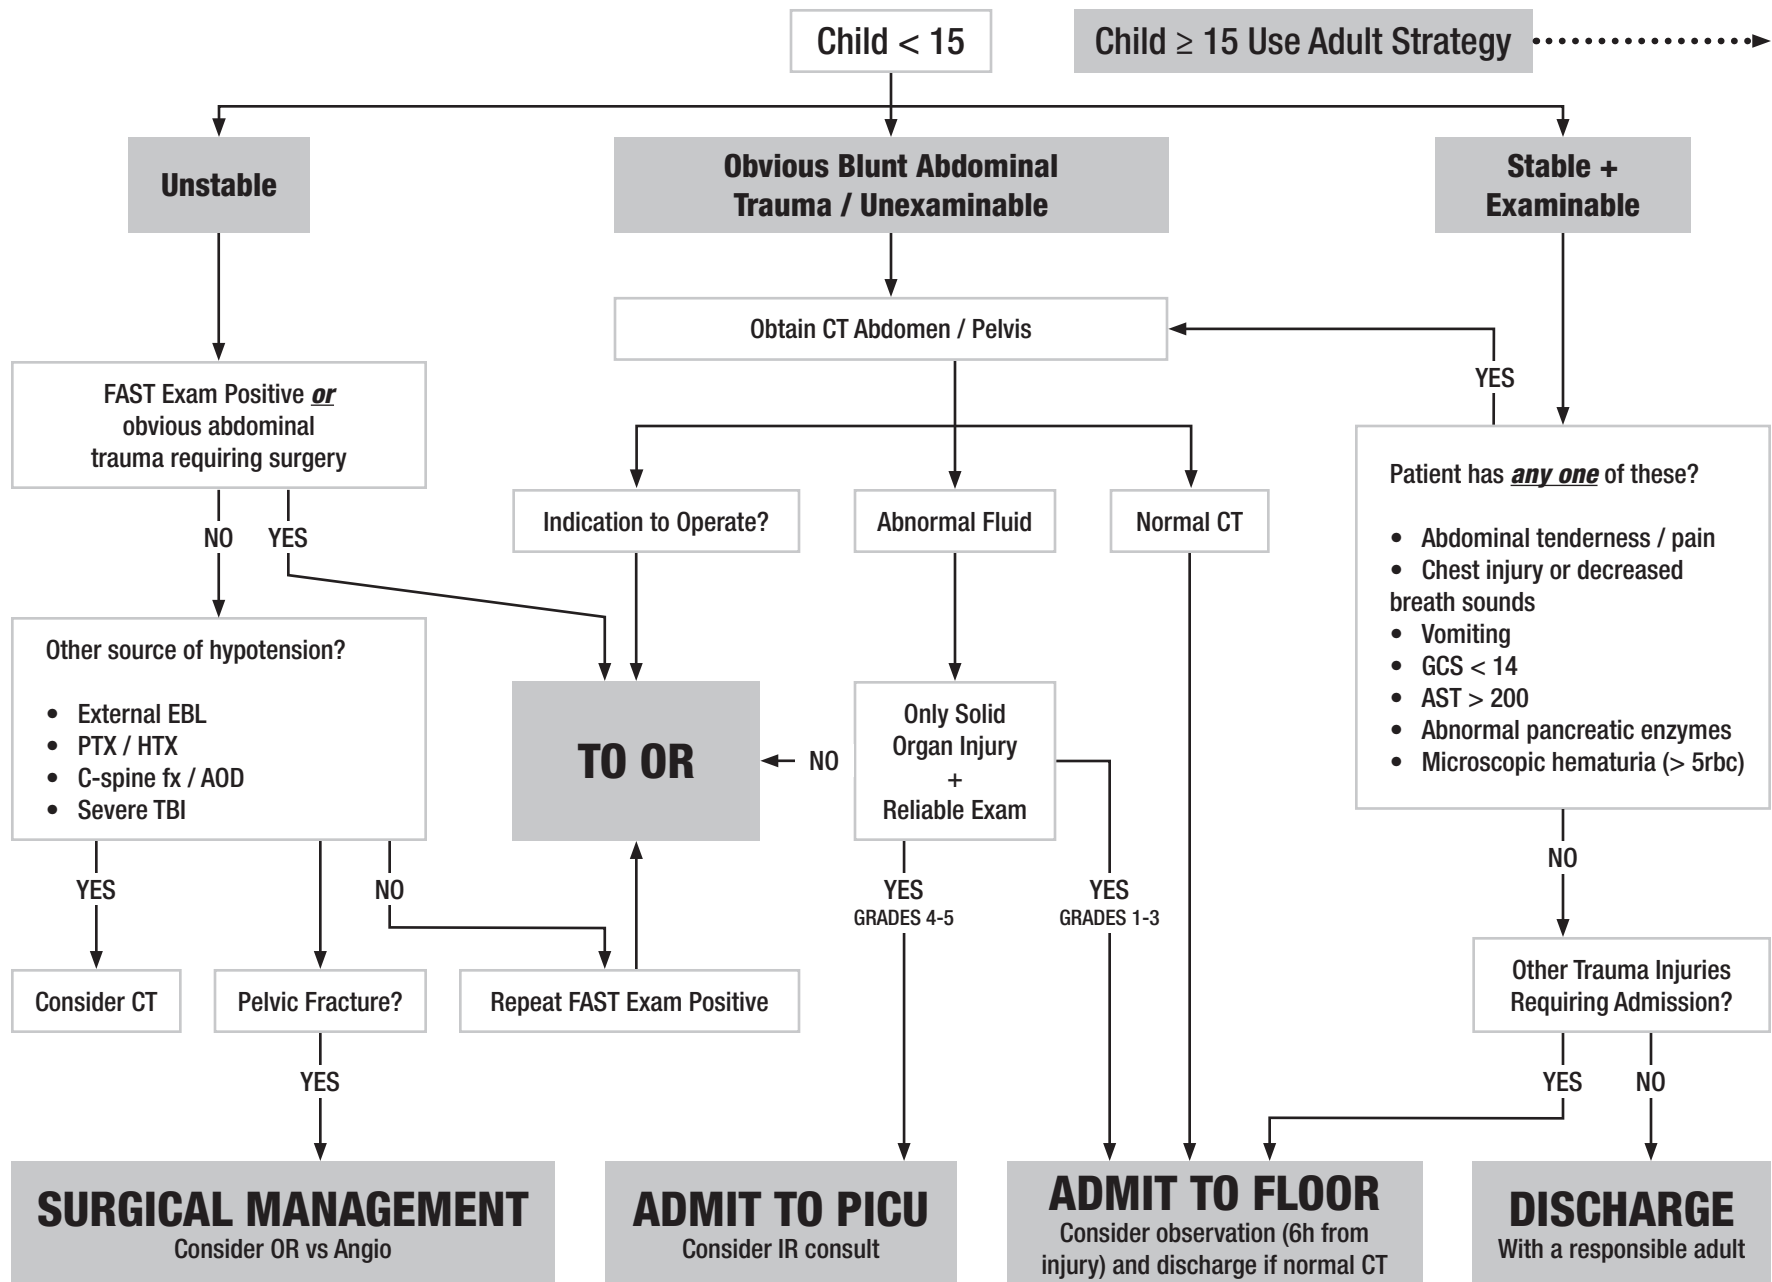 Child < 15
Child ≥ 15 Use Adult Strategy
Unstable
Obvious Blunt Abdominal
Trauma / Unexaminable
Stable +
Examinable
Obtain CT Abdomen / Pelvis
YES
FAST Exam Positive or
obvious abdominal
trauma requiring surgery
NO
YES
Indication to Operate?
Abnormal Fluid
Normal CT
Patient has any one of these?
• Abdominal tenderness / pain
• Chest injury or decreased
breath sounds
• Vomiting
• GCS < 14
• AST > 200
• Abnormal pancreatic enzymes
• Microscopic hematuria (> 5rbc)
Other source of hypotension?
• External EBL
• PTX / HTX
• C-spine fx / AOD
• Severe TBI
TO OR
NO
Only Solid
Organ Injury
+
Reliable Exam
YES
NO
YES
GRADES 4-5
YES
GRADES 1-3
NO
Consider CT
Pelvic Fracture?
Repeat FAST Exam Positive
Other Trauma Injuries
Requiring Admission?
YES
YES
NO
SURGICAL MANAGEMENT
Consider OR vs Angio
ADMIT TO PICU
Consider IR consult
ADMIT TO FLOOR
Consider observation (6h from
injury) and discharge if normal CT
DISCHARGE
With a responsible adult